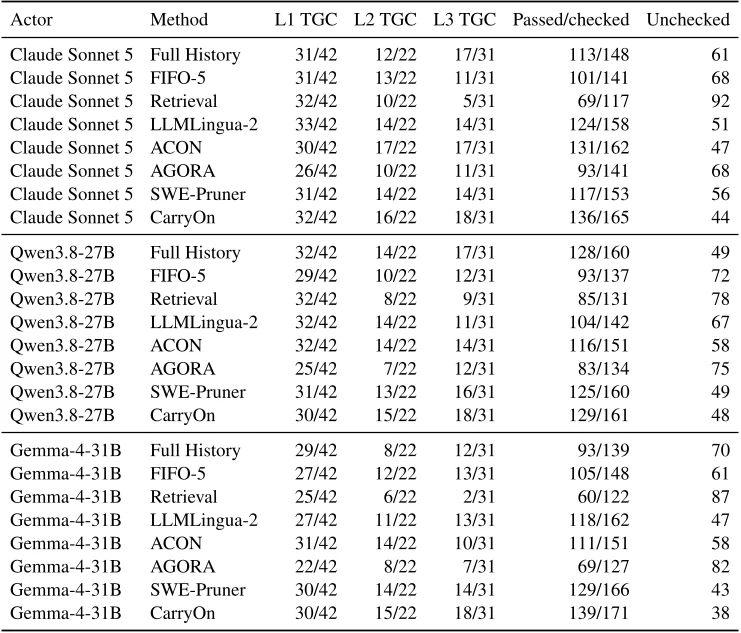 Actor Method L1 TGC L2 TGC L3 TGC Passed/checked Unchecked
Claude Sonnet 5 Full History 31/42 12/22 17/31 113/148 61
Claude Sonnet 5 FIFO-5 31/42 13/22 11/31 101/141 68
Claude Sonnet 5 Retrieval 32/42 10/22 5/31 69/117 92
Claude Sonnet 5 LLMLingua-2 33/42 14/22 14/31 124/158 51
Claude Sonnet 5 ACON 30/42 17/22 17/31 131/162 47
Claude Sonnet 5 AGORA 26/42 10/22 11/31 93/141 68
Claude Sonnet 5 SWE-Pruner 31/42 14/22 14/31 117/153 56
Claude Sonnet 5 CarryOn 32/42 16/22 18/31 136/165 44
Qwen3.8-27B Full History 32/42 14/22 17/31 128/160 49
Qwen3.8-27B FIFO-5 29/42 10/22 12/31 93/137 72
Qwen3.8-27B Retrieval 32/42 8/22 9/31 85/131 78
Qwen3.8-27B LLMLingua-2 32/42 14/22 11/31 104/142 67
Qwen3.8-27B ACON 32/42 14/22 14/31 116/151 58
Qwen3.8-27B AGORA 25/42 7/22 12/31 83/134 75
Qwen3.8-27B SWE-Pruner 31/42 13/22 16/31 125/160 49
Qwen3.8-27B CarryOn 30/42 15/22 18/31 129/161 48
Gemma-4-31B Full History 29/42 8/22 12/31 93/139 70
Gemma-4-31B FIFO-5 27/42 12/22 13/31 105/148 61
Gemma-4-31B Retrieval 25/42 6/22 2/31 60/122 87
Gemma-4-31B LLMLingua-2 27/42 11/22 13/31 118/162 47
Gemma-4-31B ACON 31/42 14/22 10/31 111/151 58
Gemma-4-31B AGORA 22/42 8/22 7/31 69/127 82
Gemma-4-31B SWE-Pruner 30/42 14/22 14/31 129/166 43
Gemma-4-31B CarryOn 30/42 15/22 18/31 139/171 38